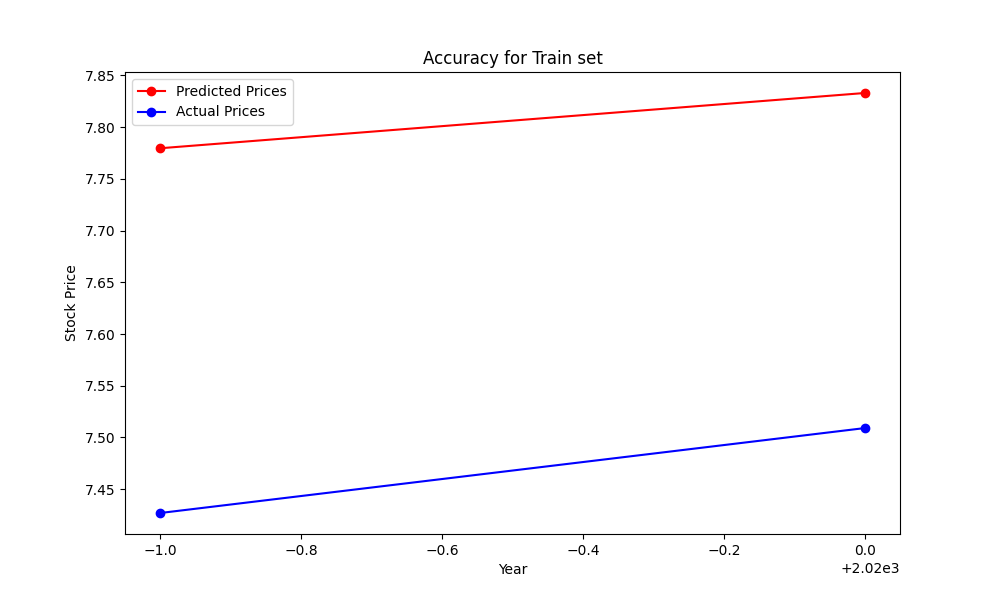 Accuracy for Train set
Predicted Prices
Actual Prices
7.85
7.80
7.75
7.70
7.65
7.60
7.55
7.50
7.45
Stock Price
−1.0 −0.8 −0.6 −0.4 −0.2 0.0
+2.02e3
Year